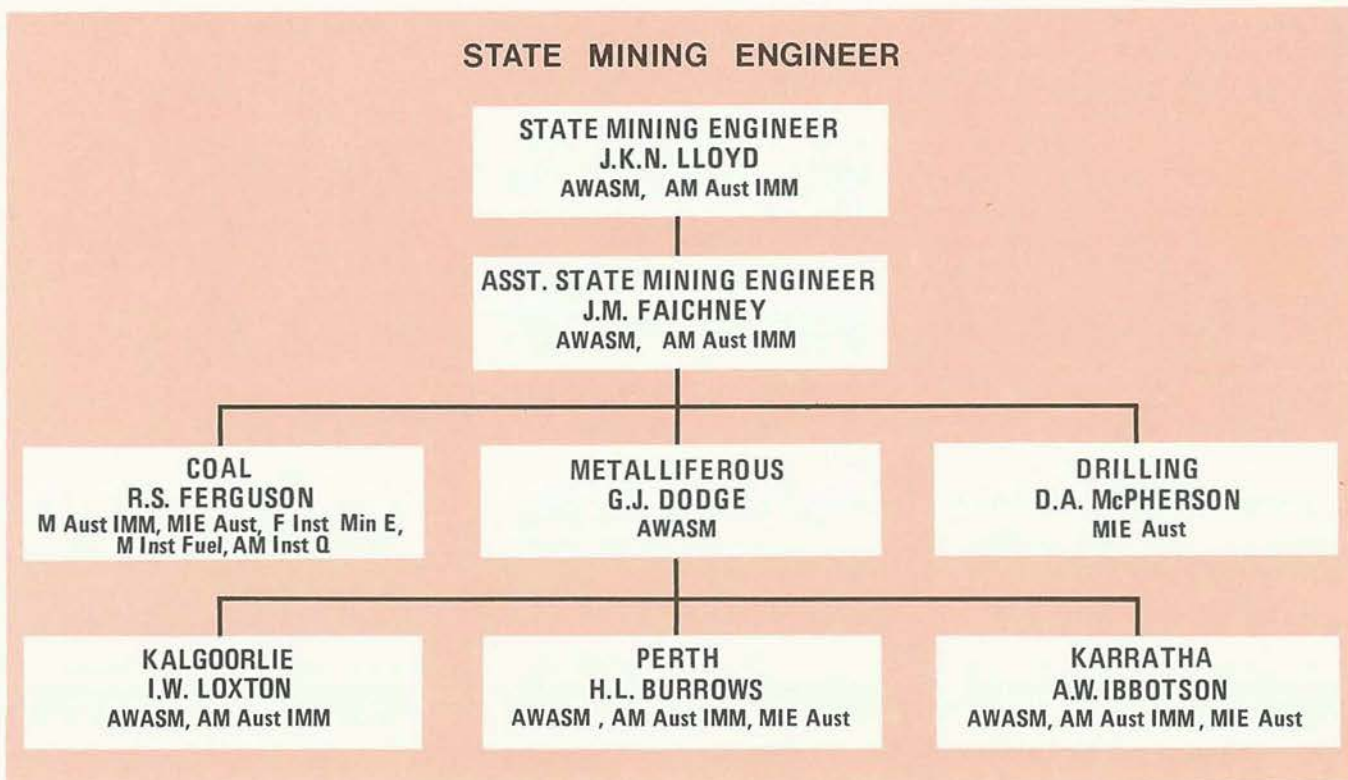 STATE MINING ENGINEER
STATE MINING ENGINEER
J.K.N. LLOYD
AWASM, AM Aust IMM
ASST. STATE MINING ENGINEER
J.M. FAICHNEY
AWASM, AM Aust IMM
COAL
R.S. FERGUSON
M Aust IMM, MIE Aust, F Inst Min E,
M Inst Fuel, AM Inst Q
METALLIFEROUS
G.J. DODGE
AWASM
DRILLING
D.A. McPHERSON
MIE Aust
KALGOORLIE
I.W. LOXTON
AWASM, AM Aust IMM
PERTH
H.L. BURROWS
AWASM , AM Aust IMM, MIE Aust
KARRATHA
A.W. IBBOTSON
AWASM, AM Aust IMM , MIE Aust